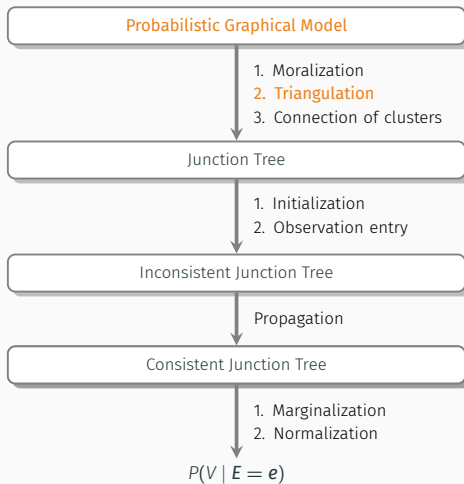 Probabilistic Graphical Model
1. Moralization
2. Triangulation
3. Connection of clusters
Junction Tree
1. Initialization
2. Observation entry
Inconsistent Junction Tree
Propagation
Consistent Junction Tree
1. Marginalization
2. Normalization
P(V | E = e)